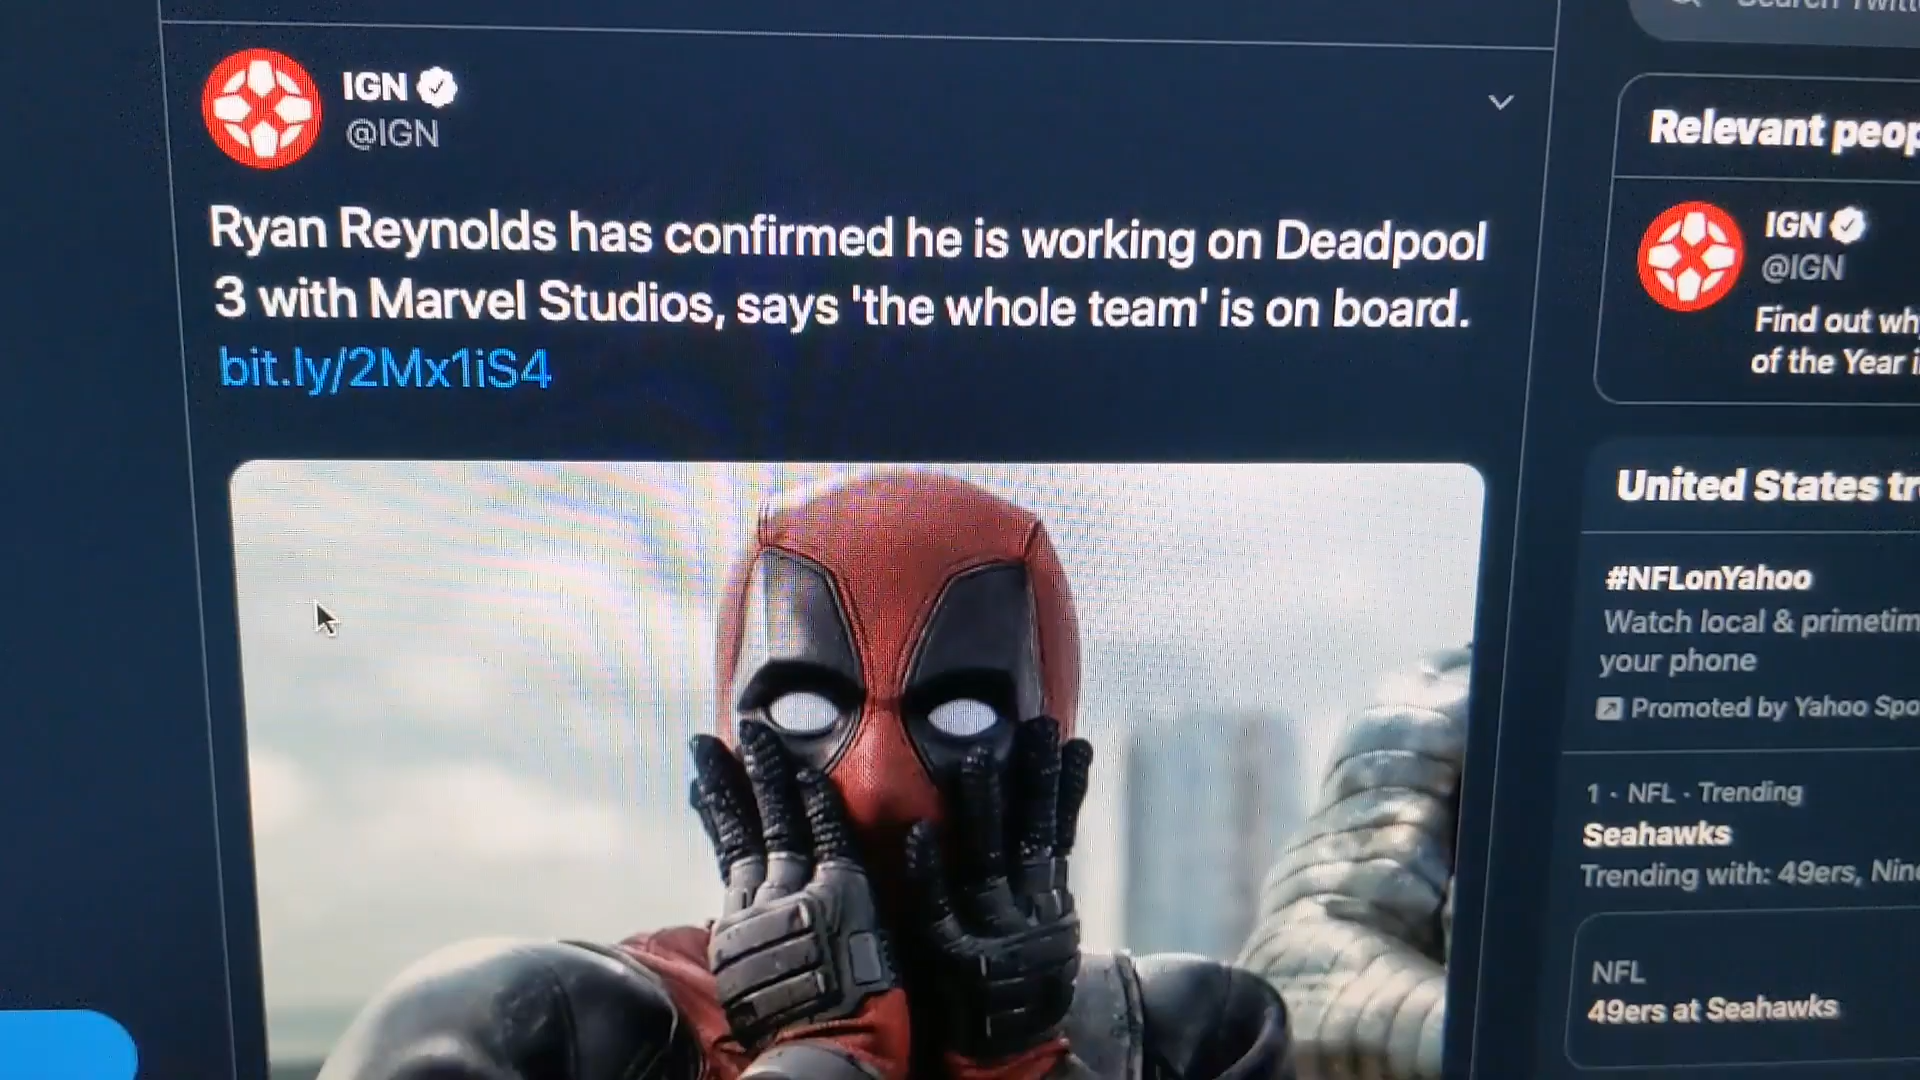 IGN
@IGN
Ryan Reynolds has confirmed he is working on Deadpool
3 with Marvel Studios, says 'the whole team' is on board.
bit.ly/2Mx1iS4
Search
Relevant
IGN
@IGN
Find out
of the Year
United States
#NFLonYahoo
Watch local &
your phone
Promoted by Yahoo
1 · NFL · Trending
Seahawks
Trending with: 49ers,
NFL
49ers at Seahawks